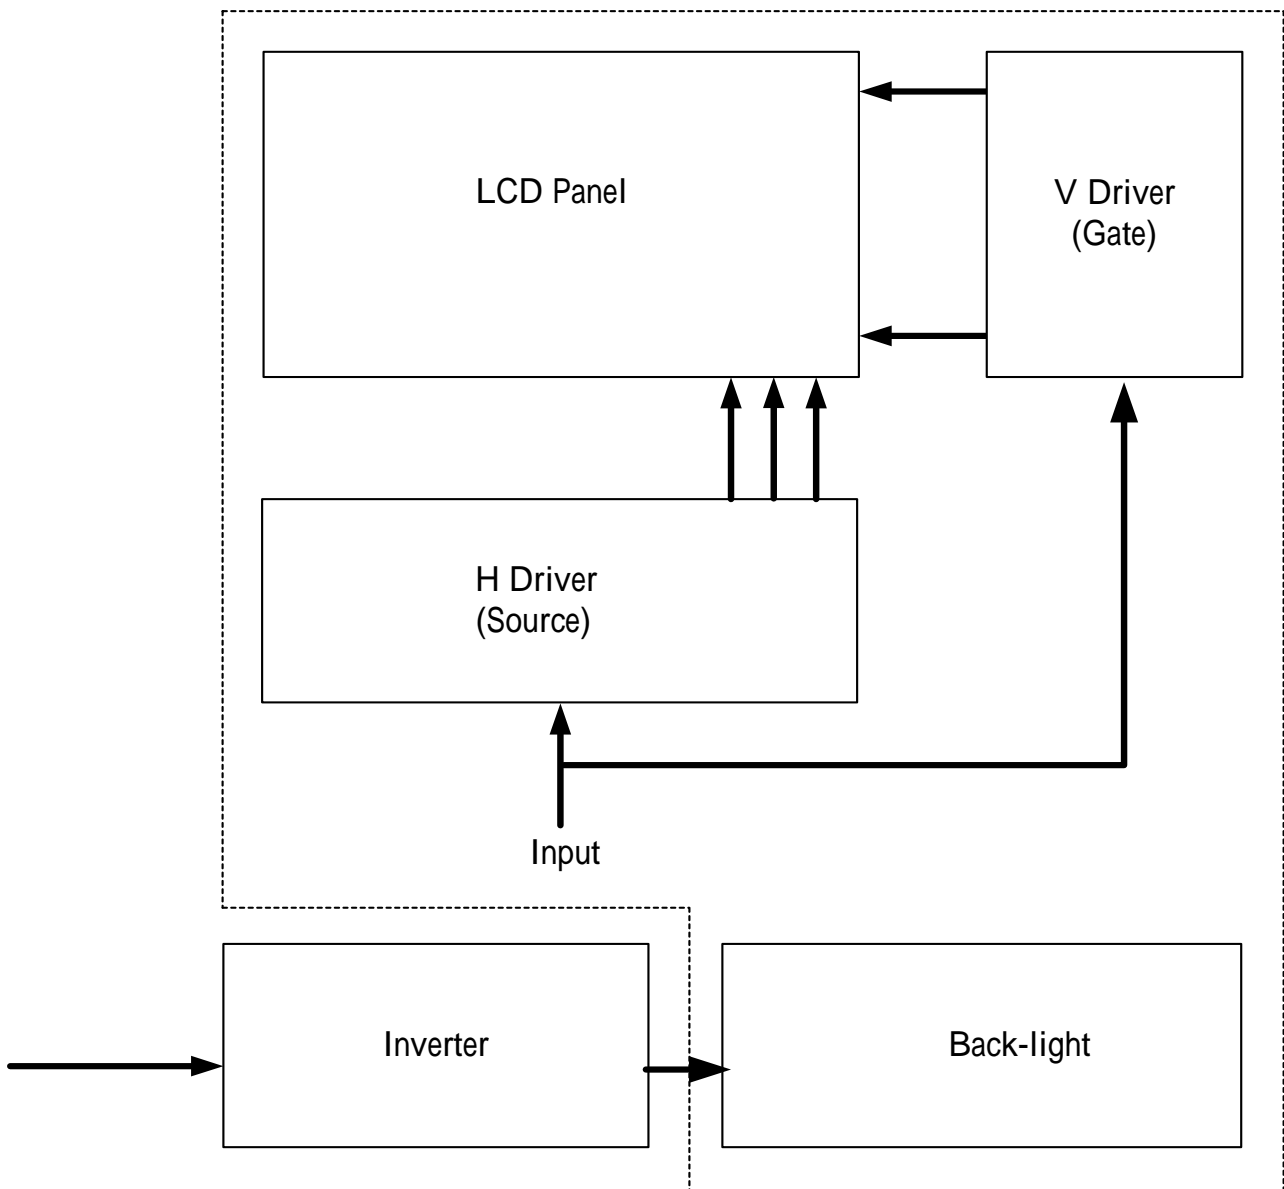 LCD Panel
V Driver
(Gate)
H Driver
(Source)
Input
Inverter
Back-light